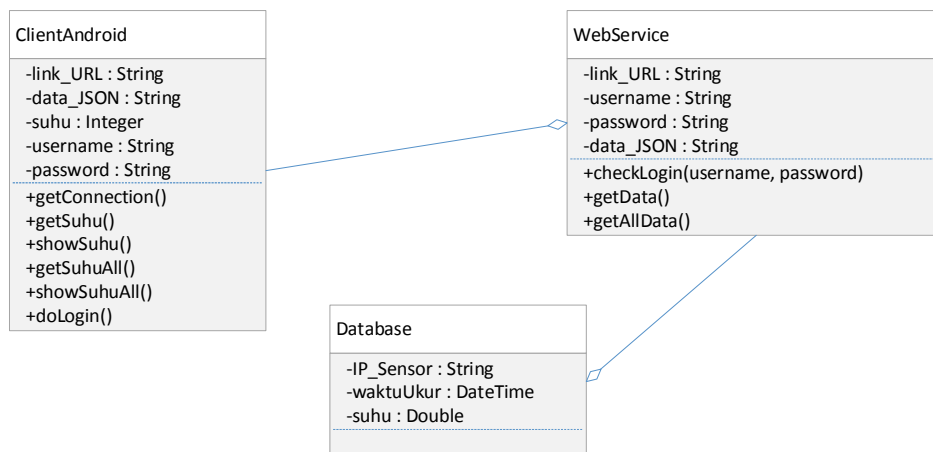 ClientAndroid
-link_URL : String
-data_JSON : String
-suhu : Integer
-username : String
-password : String
+getConnection()
+getSuhu()
+showSuhu()
+getSuhuAll()
+showSuhuAll()
+doLogin()
WebService
-link_URL : String
-username : String
-password : String
-data_JSON : String
+checkLogin(username, password)
+getData()
+getAllData()
Database
-IP_Sensor : String
-waktuUkur : DateTime
-suhu : Double